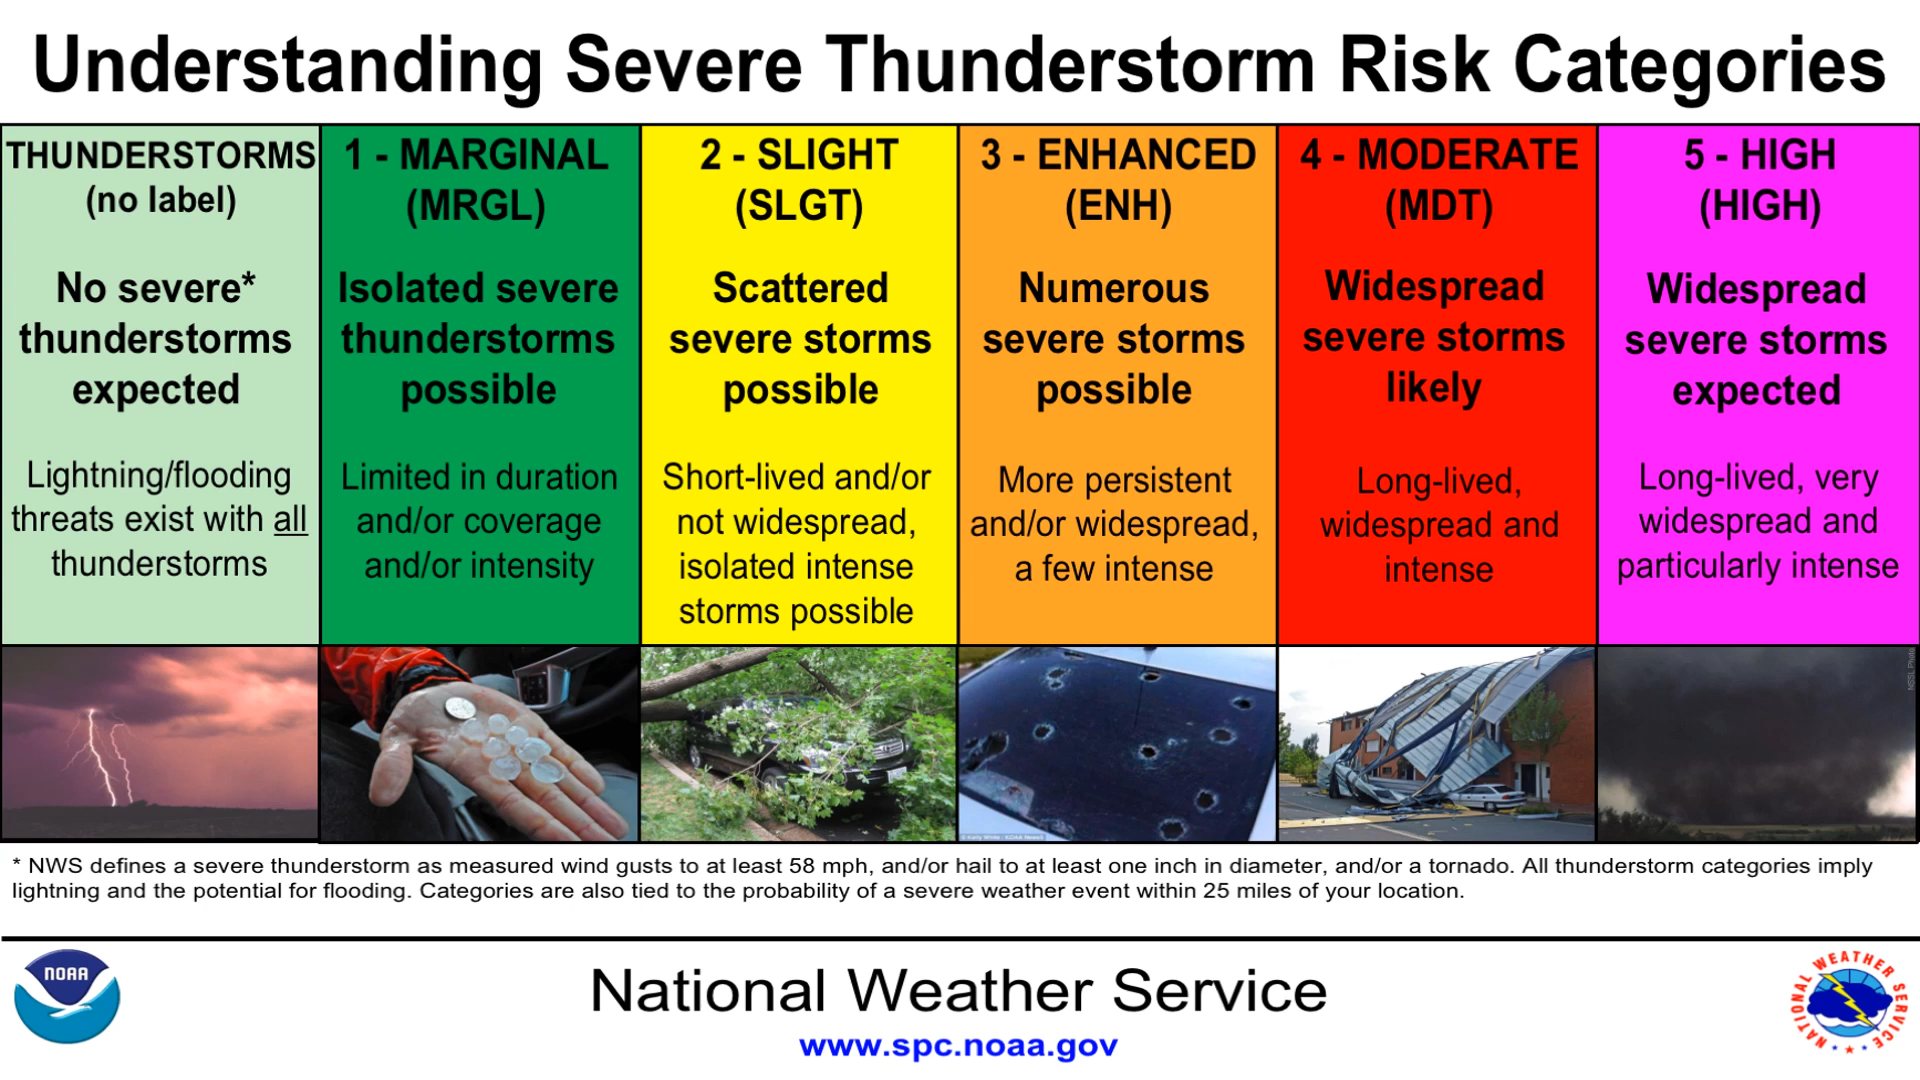 Understanding Severe Thunderstorm Risk Categories
THUNDERSTORMS
(no label)
No severe*
thunderstorms
expected
Lightning/flooding
threats exist with all
thunderstorms
1 - MARGINAL
(MRGL)
Isolated severe
thunderstorms
possible
Limited in duration
and/or coverage
and/or intensity
2 - SLIGHT
(SLGT)
Scattered
severe storms
possible
Short-lived and/or
not widespread,
isolated intense
storms possible
3 - ENHANCED
(ENH)
Numerous
severe storms
possible
More persistent
and/or widespread,
a few intense
4 - MODERATE
(MDT)
Widespread
severe storms
likely
Long-lived,
widespread and
intense
5 - HIGH
(HIGH)
Widespread
severe storms
expected
Long-lived, very
widespread and
particularly intense
NSSL Photo
* NWS defines a severe thunderstorm as measured wind gusts to at least 58 mph, and/or hail to at least one inch in diameter, and/or a tornado. All thunderstorm categories imply
lightning and the potential for flooding. Categories are also tied to the probability of a severe weather event within 25 miles of your location.
NOAA
National Weather Service
www.spc.noaa.gov
NATIONAL WEATHER SERVICE